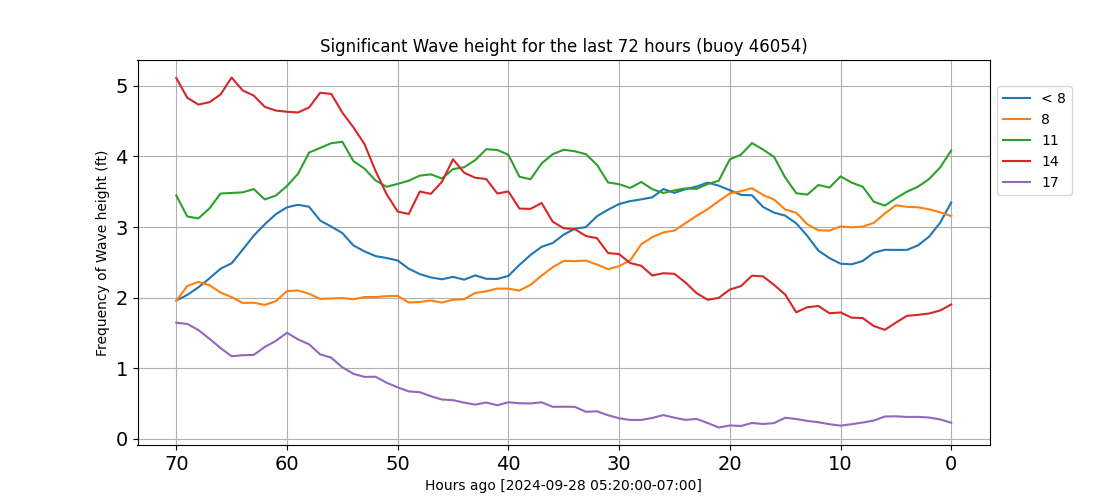 Significant Wave height for the last 72 hours (buoy 46054)
Frequency of Wave height (ft)
5
4
3
2
1
0
70 60 50 40 30 20 10 0
Hours ago [2024-09-28 05:20:00-07:00]
< 8
8
11
14
17